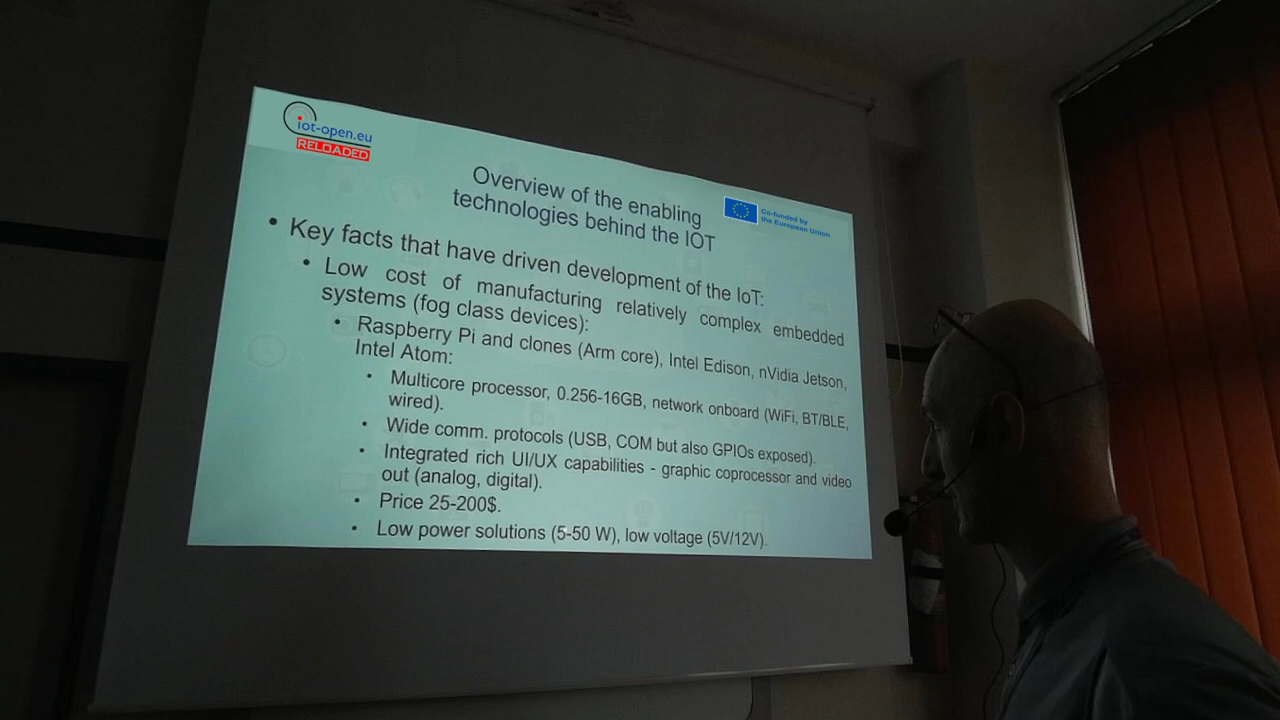 iot-open.eu
RELOADED
Overview of the enabling
technologies behind the IOT
Co-funded by
the European Union
• Key facts that have driven development of the IoT:
• Low cost of manufacturing relatively complex embedded
systems (fog class devices):
• Raspberry Pi and clones (Arm core), Intel Edison, nVidia Jetson,
Intel Atom:
• Multicore processor, 0.256-16GB, network onboard (WiFi, BT/BLE,
wired).
• Wide comm. protocols (USB, COM but also GPIOs exposed).
• Integrated rich UI/UX capabilities - graphic coprocessor and video
out (analog, digital).
• Price 25-200$.
• Low power solutions (5-50 W), low voltage (5V/12V).